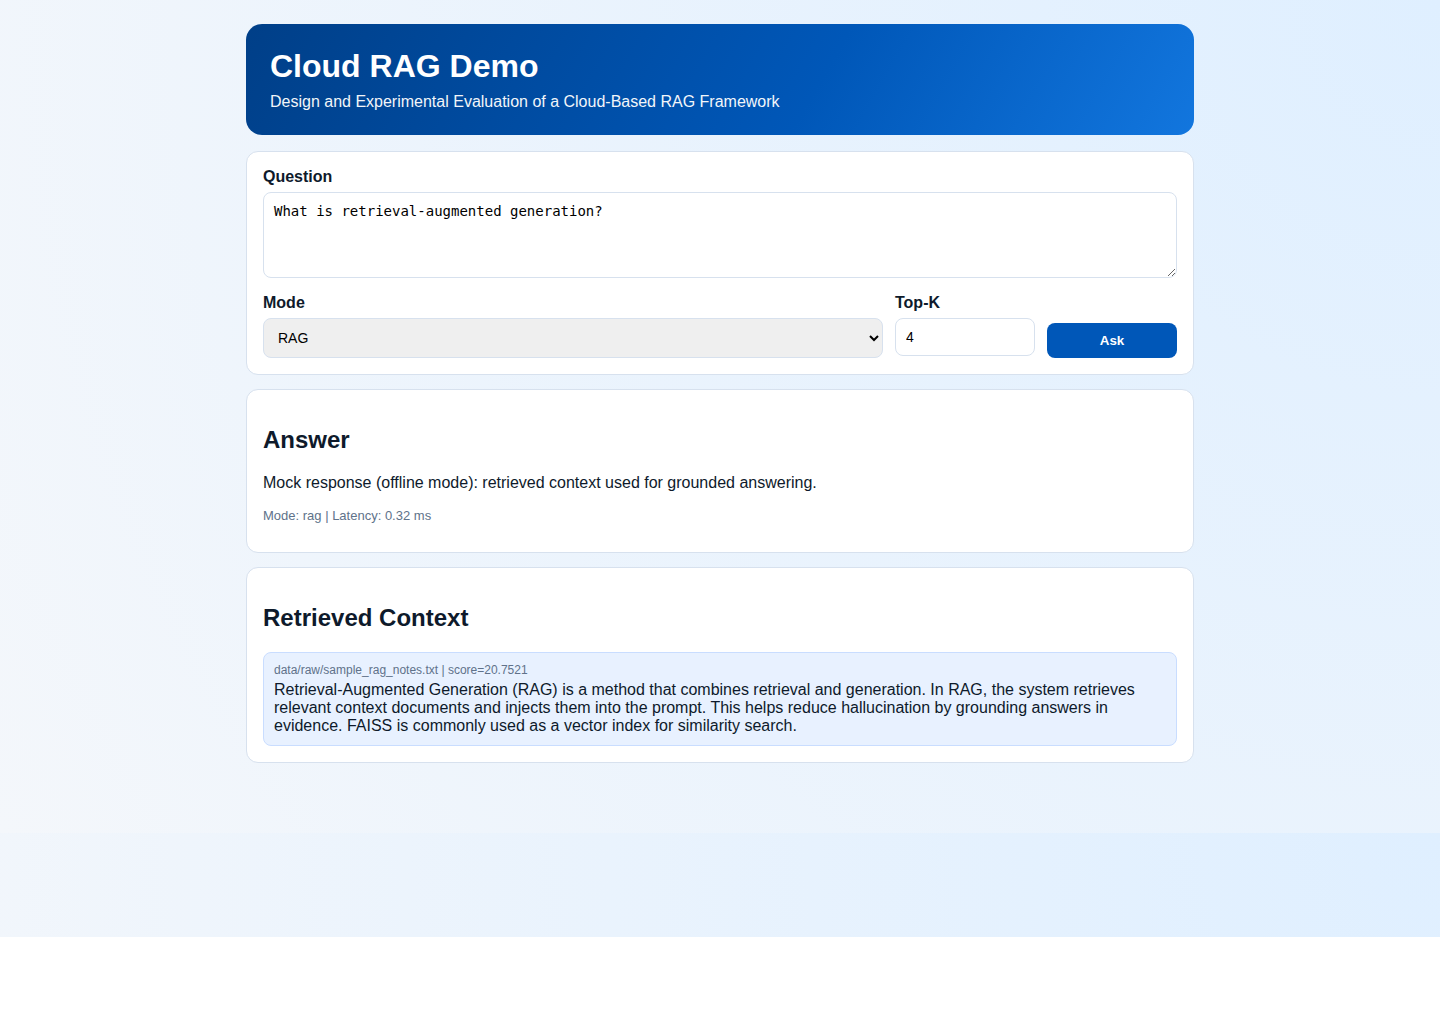 Cloud RAG Demo
Design and Experimental Evaluation of a Cloud-Based RAG Framework
Question
What is retrieval-augmented generation?
Mode
Top-K
RAG
4
Ask
Answer
Mock response (offline mode): retrieved context used for grounded answering.
Mode: rag | Latency: 0.32 ms
Retrieved Context
data/raw/sample_rag_notes.txt | score=20.7521
Retrieval-Augmented Generation (RAG) is a method that combines retrieval and generation. In RAG, the system retrieves
relevant context documents and injects them into the prompt. This helps reduce hallucination by grounding answers in
evidence. FAISS is commonly used as a vector index for similarity search.